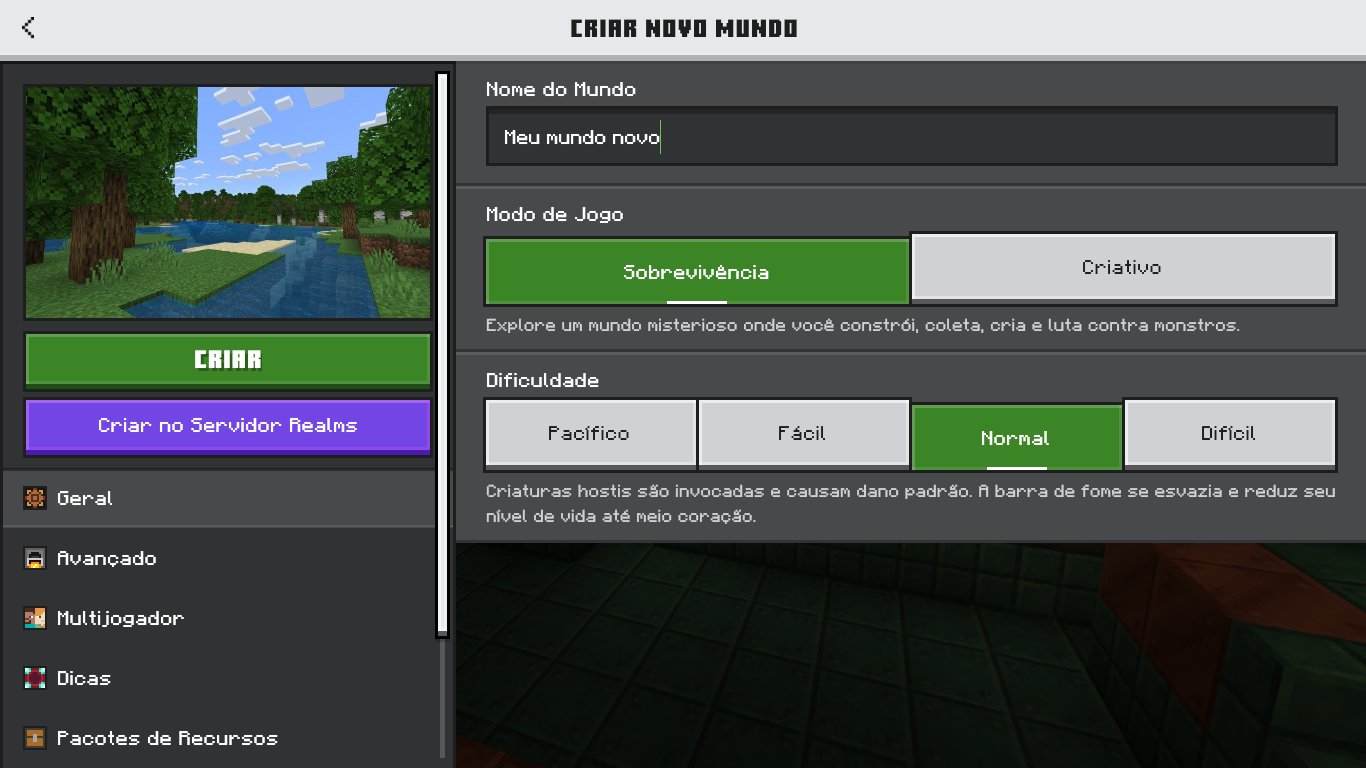 CRIAR NOVO MUNDO
CRIAR
Criar no Servidor Realms
Geral
Avançado
Multijogador
Dicas
Pacotes de Recursos
Nome do Mundo
Meu mundo novo
Modo de Jogo
Sobrevivência
Criativo
Explore um mundo misterioso onde você constrói, coleta, cria e luta contra monstros.
Dificuldade
Pacífico
Fácil
Normal
Difícil
Criaturas hostis são invocadas e causam dano padrão. A barra de fome se esvazia e reduz seu
nível de vida até meio coração.